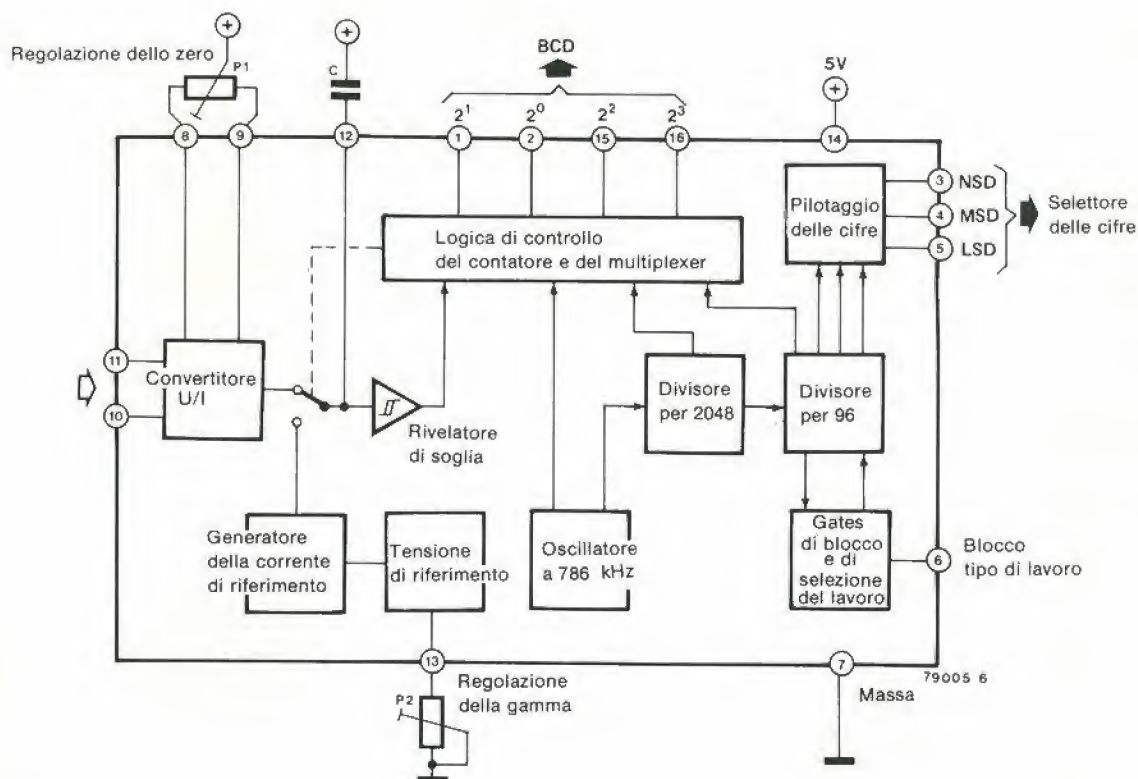 Regolazione dello zero
+
P1
+
C
BCD
5V
+
2¹
2⁰
2²
2³
8
9
12
1
2
15
16
14
Pilotaggio
delle cifre
3 NSD
4 MSD
5 LSD
Selettore
delle cifre
Logica di controllo
del contatore e del multiplexer
11
10
Convertitore
U/I
Rivelatore
di soglia
Divisore
per 2048
Divisore
per 96
Generatore
della corrente
di riferimento
Tensione
di riferimento
Oscillatore
a 786 kHz
Gates
di blocco
e di
selezione
del lavoro
6
Blocco
tipo di lavoro
13
Regolazione
della gamma
P2
7
Massa
79005 6